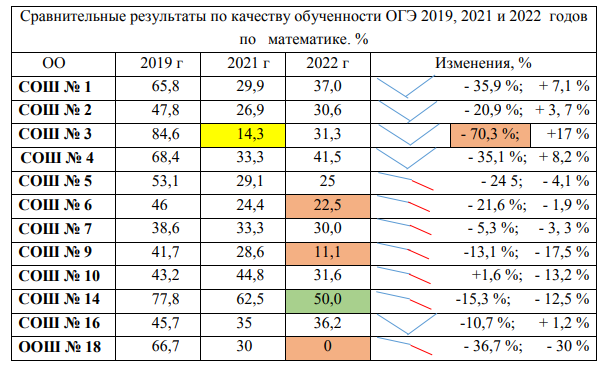 Сравнительные результаты по качеству обученности ОГЭ 2019, 2021 и 2022 годов
по математике. %
ОО 2019 г 2021 г 2022 г Изменения, %
СОШ № 1 65,8 29,9 37,0 - 35,9 %; + 7,1 %
СОШ № 2 47,8 26,9 30,6 - 20,9 %; + 3, 7 %
СОШ № 3 84,6 14,3 31,3 - 70,3 %; +17 %
СОШ № 4 68,4 33,3 41,5 - 35,1 %; + 8,2 %
СОШ № 5 53,1 29,1 25 - 24 5; - 4,1 %
СОШ № 6 46 24,4 22,5 - 21,6 %; - 1,9 %
СОШ № 7 38,6 33,3 30,0 - 5,3 %; - 3, 3 %
СОШ № 9 41,7 28,6 11,1 -13,1 %; - 17,5 %
СОШ № 10 43,2 44,8 31,6 +1,6 %; - 13,2 %
СОШ № 14 77,8 62,5 50,0 -15,3 %; - 12,5 %
СОШ № 16 45,7 35 36,2 -10,7 %; + 1,2 %
ООШ № 18 66,7 30 0 - 36,7 %; - 30 %